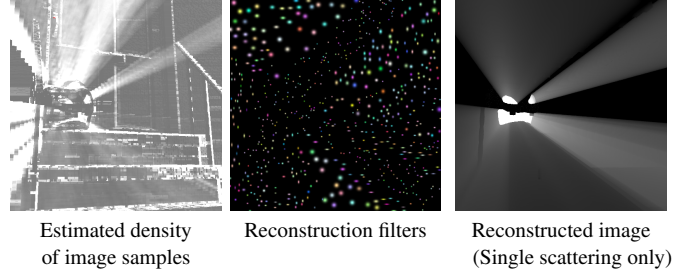 Estimated density
of image samples
Reconstruction filters
Reconstructed image
(Single scattering only)